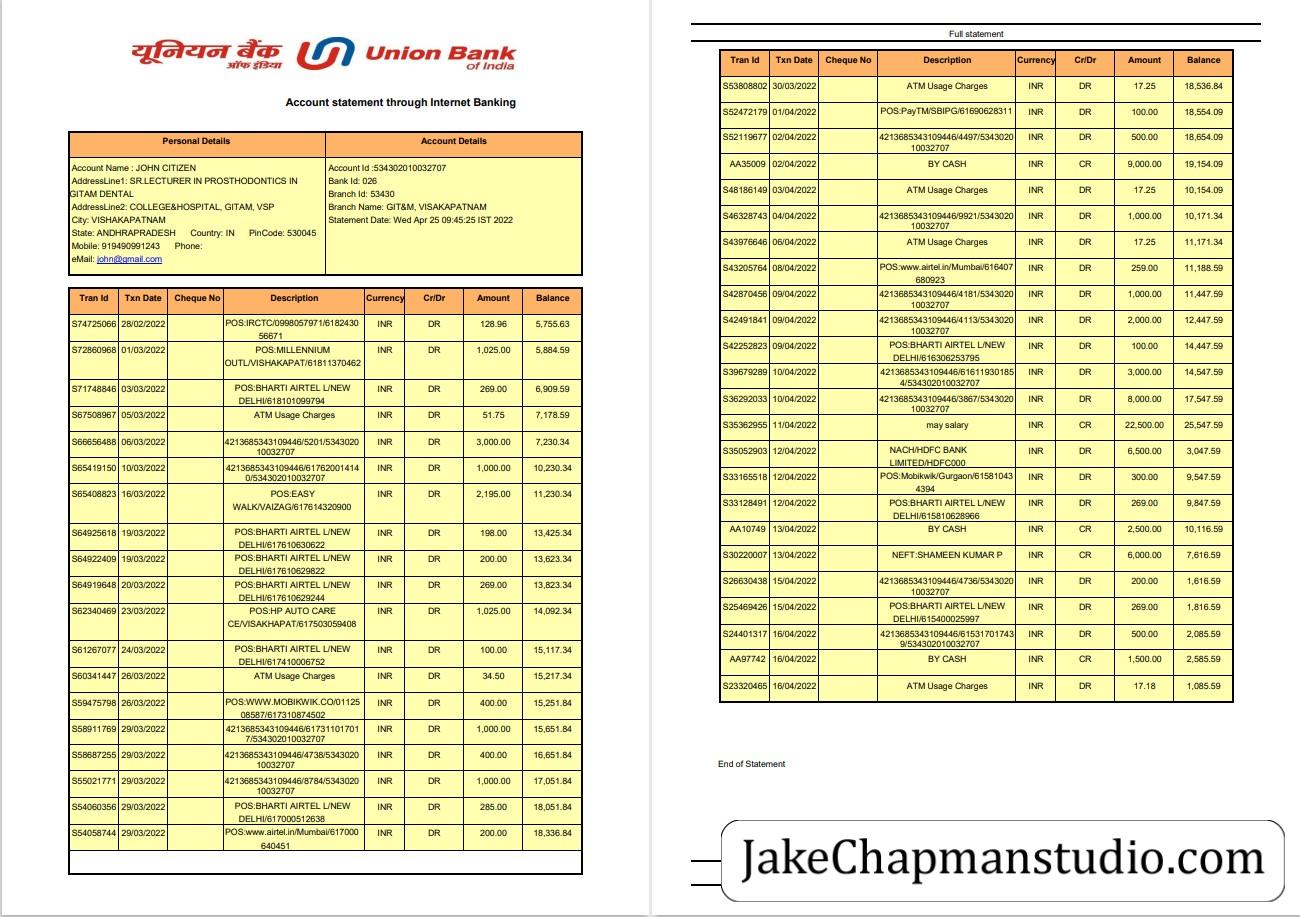 यूनियन बैंक
ऑफ इंडिया
Union Bank
of India
Account statement through Internet Banking
Personal Details Account Details
Account Name : JOHN CITIZEN
AddressLine1: SR.LECTURER IN PROSTHODONTICS IN
GITAM DENTAL
AddressLine2: COLLEGE&HOSPITAL, GITAM, VSP
City: VISHAKAPATNAM
State: ANDHRAPRADESH Country: IN PinCode: 530045
Mobile: 919490991243 Phone:
eMail: john@gmail.com
Account Id :534302010032707
Bank Id: 026
Branch Id: 53430
Branch Name: GIT&M, VISAKAPATNAM
Statement Date: Wed Apr 25 09:45:25 IST 2022
Tran Id Txn Date Cheque No Description Currency Cr/Dr Amount Balance
S74725066 28/02/2022 POS:IRCTC/0998057971/6182430 INR DR 128.96 5,755.63
56671
S72860968 01/03/2022 POS:MILLENNIUM INR DR 1,025.00 5,884.59
OUTL/VISHAKAPAT/61811370462
S71748846 03/03/2022 POS:BHARTI AIRTEL L/NEW INR DR 269.00 6,909.59
DELHI/618101099794
S67508967 05/03/2022 ATM Usage Charges INR DR 51.75 7,178.59
S66656488 06/03/2022 4213685343109446/5201/5343020 INR DR 3,000.00 7,230.34
10032707
S65419150 10/03/2022 4213685343109446/61762001414 INR DR 1,000.00 10,230.34
0/534302010032707
S65408823 16/03/2022 POS:EASY INR DR 2,195.00 11,230.34
WALK/VAIZAG/617614320900
S64925618 19/03/2022 POS:BHARTI AIRTEL L/NEW INR DR 198.00 13,425.34
DELHI/617610630622
S64922409 19/03/2022 POS:BHARTI AIRTEL L/NEW INR DR 200.00 13,623.34
DELHI/617610629822
S64919648 20/03/2022 POS:BHARTI AIRTEL L/NEW INR DR 269.00 13,823.34
DELHI/617610629244
S62340469 23/03/2022 POS:HP AUTO CARE INR DR 1,025.00 14,092.34
CE/VISAKHAPAT/617503059408
S61267077 24/03/2022 POS:BHARTI AIRTEL L/NEW INR DR 100.00 15,117.34
DELHI/617410006752
S60341447 26/03/2022 ATM Usage Charges INR DR 34.50 15,217.34
S59475798 26/03/2022 POS:WWW.MOBIKWIK.CO/01125 INR DR 400.00 15,251.84
08587/617310874502
S58911769 29/03/2022 4213685343109446/61731101701 INR DR 1,000.00 15,651.84
7/534302010032707
S58687255 29/03/2022 4213685343109446/4738/5343020 INR DR 400.00 16,651.84
10032707
S55021771 29/03/2022 4213685343109446/8784/5343020 INR DR 1,000.00 17,051.84
10032707
S54060356 29/03/2022 POS:BHARTI AIRTEL L/NEW INR DR 285.00 18,051.84
DELHI/617000512638
S54058744 29/03/2022 POS:www.airtel.in/Mumbai/617000 INR DR 200.00 18,336.84
640451
Full statement
Tran Id Txn Date Cheque No Description Currency Cr/Dr Amount Balance
S53808802 30/03/2022 ATM Usage Charges INR DR 17.25 18,536.84
S52472179 01/04/2022 POS:PayTM/SBIPG/61690628311 INR DR 100.00 18,554.09
S52119677 02/04/2022 4213685343109446/4497/5343020 INR DR 500.00 18,654.09
10032707
AA35009 02/04/2022 BY CASH INR CR 9,000.00 19,154.09
S48186149 03/04/2022 ATM Usage Charges INR DR 17.25 10,154.09
S46328743 04/04/2022 4213685343109446/9921/5343020 INR DR 1,000.00 10,171.34
10032707
S43976646 06/04/2022 ATM Usage Charges INR DR 17.25 11,171.34
S43205764 08/04/2022 POS:www.airtel.in/Mumbai/616407 INR DR 259.00 11,188.59
680923
S42870456 09/04/2022 4213685343109446/4181/5343020 INR DR 1,000.00 11,447.59
10032707
S42491841 09/04/2022 4213685343109446/4113/5343020 INR DR 2,000.00 12,447.59
10032707
S42252823 09/04/2022 POS:BHARTI AIRTEL L/NEW INR DR 100.00 14,447.59
DELHI/616306253795
S39679289 10/04/2022 4213685343109446/61611930185 INR DR 3,000.00 14,547.59
4/534302010032707
S36292033 10/04/2022 4213685343109446/3867/5343020 INR DR 8,000.00 17,547.59
10032707
S35362955 11/04/2022 may salary INR CR 22,500.00 25,547.59
S35052903 12/04/2022 NACH/HDFC BANK INR DR 6,500.00 3,047.59
LIMITED/HDFC000
S33165518 12/04/2022 POS:Mobikwik/Gurgaon/61581043 INR DR 300.00 9,547.59
4394
S33128491 12/04/2022 POS:BHARTI AIRTEL L/NEW INR DR 269.00 9,847.59
DELHI/615810628966
AA10749 13/04/2022 BY CASH INR CR 2,500.00 10,116.59
S30220007 13/04/2022 NEFT:SHAMEEN KUMAR P INR CR 6,000.00 7,616.59
S26630438 15/04/2022 4213685343109446/4736/5343020 INR DR 200.00 1,616.59
10032707
S25469426 15/04/2022 POS:BHARTI AIRTEL L/NEW INR DR 269.00 1,816.59
DELHI/615400025997
S24401317 16/04/2022 4213685343109446/61531701743 INR DR 500.00 2,085.59
9/534302010032707
AA97742 16/04/2022 BY CASH INR CR 1,500.00 2,585.59
S23320465 16/04/2022 ATM Usage Charges INR DR 17.18 1,085.59
End of Statement
JakeChapmanstudio.com